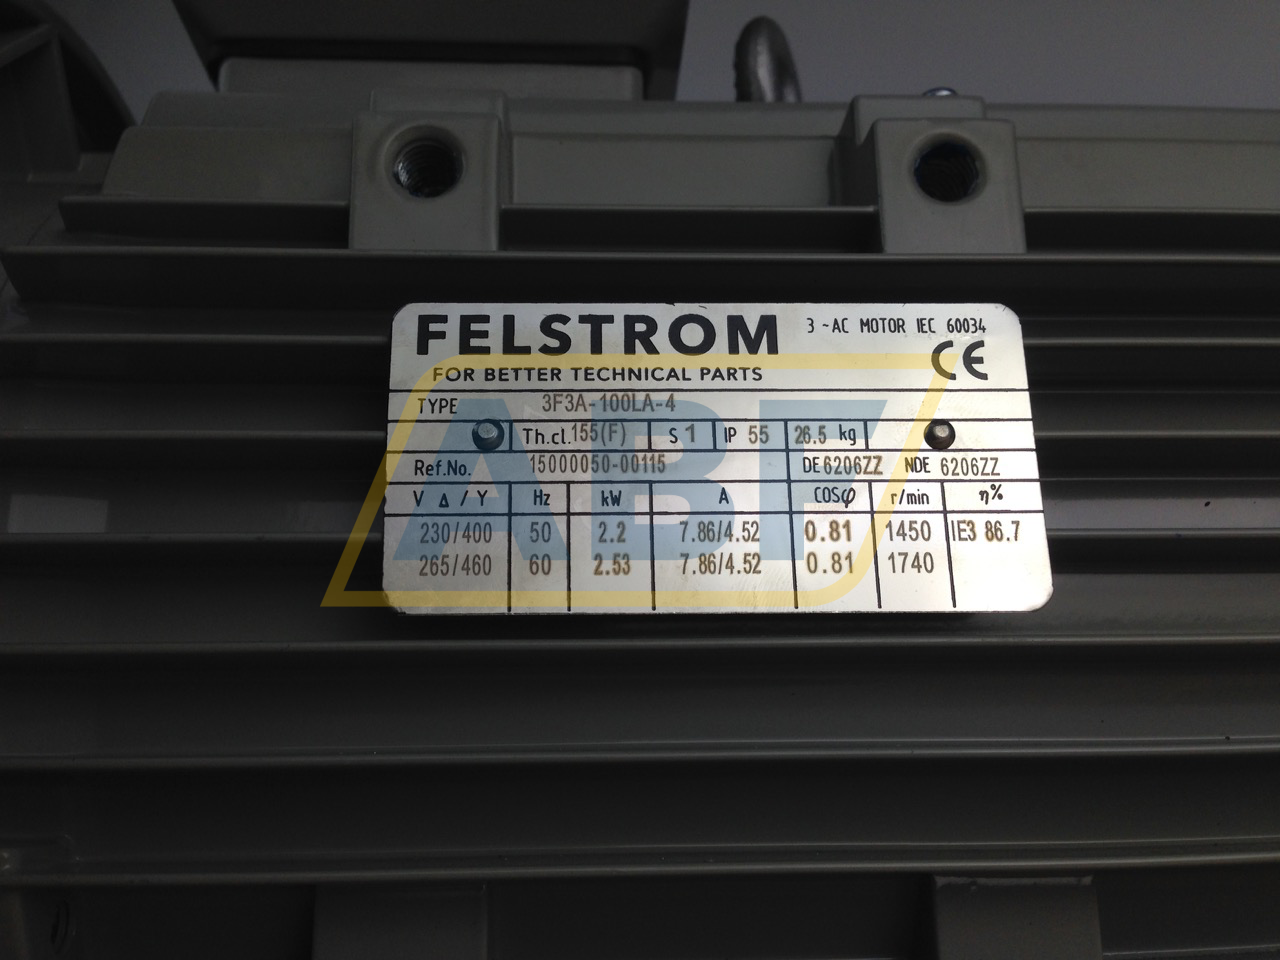 FELSTROM 3 ~AC MOTOR IEC 60034
CE
FOR BETTER TECHNICAL PARTS
TYPE 3F3A-100LA-4
Th.cl. 155(F) S 1 IP 55 26.5 kg
Ref.No. 15000050-00115 DE 6206ZZ NDE 6206ZZ
V Δ / Y Hz kW A COSφ r/min η%
230/400 50 2.2 7.86/4.52 0.81 1450 IE3 86.7
265/460 60 2.53 7.86/4.52 0.81 1740
ABF